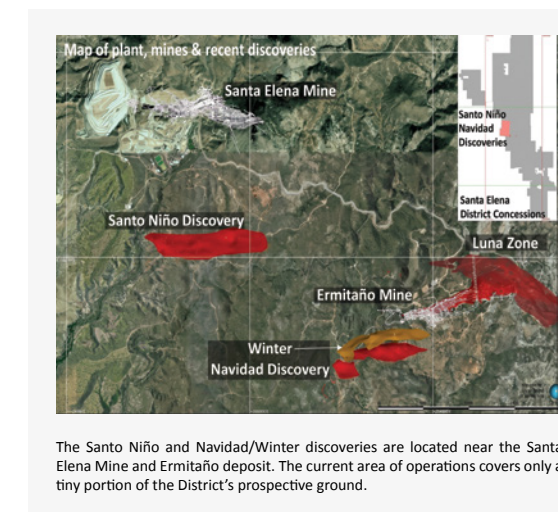 Map of plant, mines & recent discoveries
Santa Elena Mine
Santo Niño
Navidad
Discoveries
Santa Elena
District Concessions
Santo Niño Discovery
Luna Zone
Ermitaño Mine
Winter
Navidad Discovery
The Santo Niño and Navidad/Winter discoveries are located near the Santa
Elena Mine and Ermitaño deposit. The current area of operations covers only a
tiny portion of the District's prospective ground.